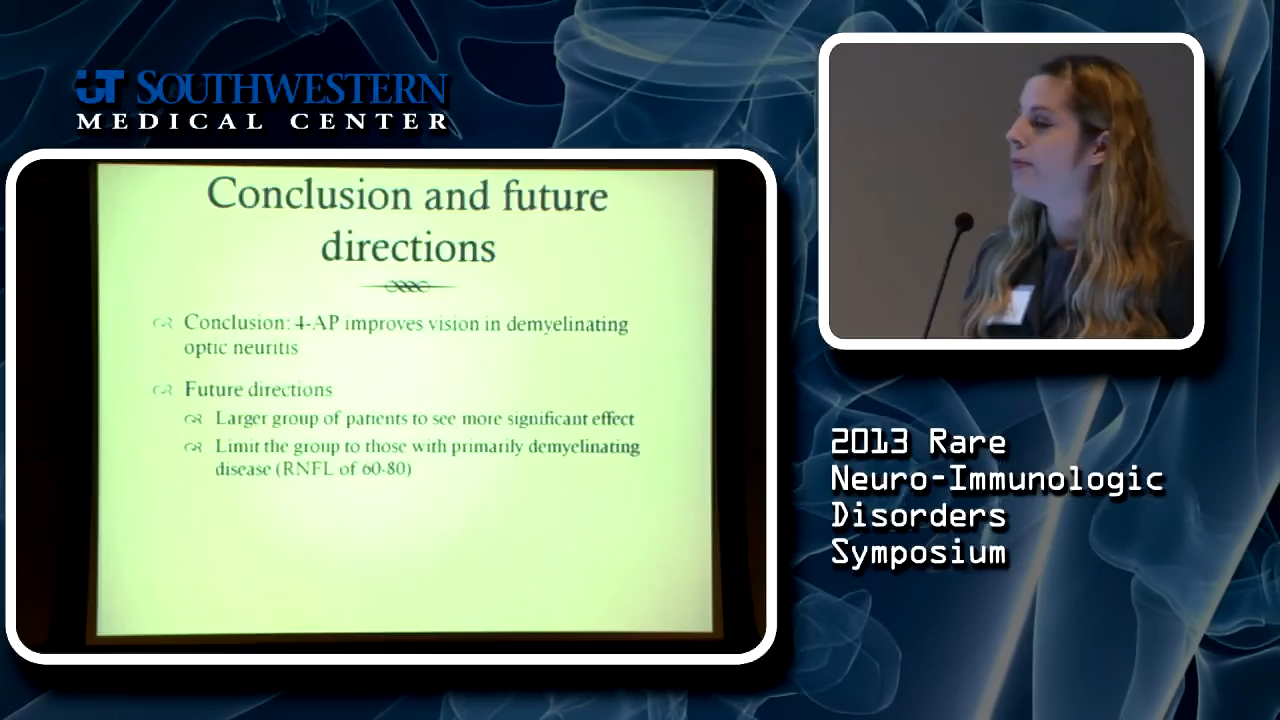 UT SOUTHWESTERN
MEDICAL CENTER
Conclusion and future
directions
Conclusion: 4-AP improves vision in demyelinating
optic neuritis
Future directions
Larger group of patients to see more significant effect
Limit the group to those with primarily demyelinating
disease (RNFL of 60-80)
2013 Rare
Neuro-Immunologic
Disorders
Symposium